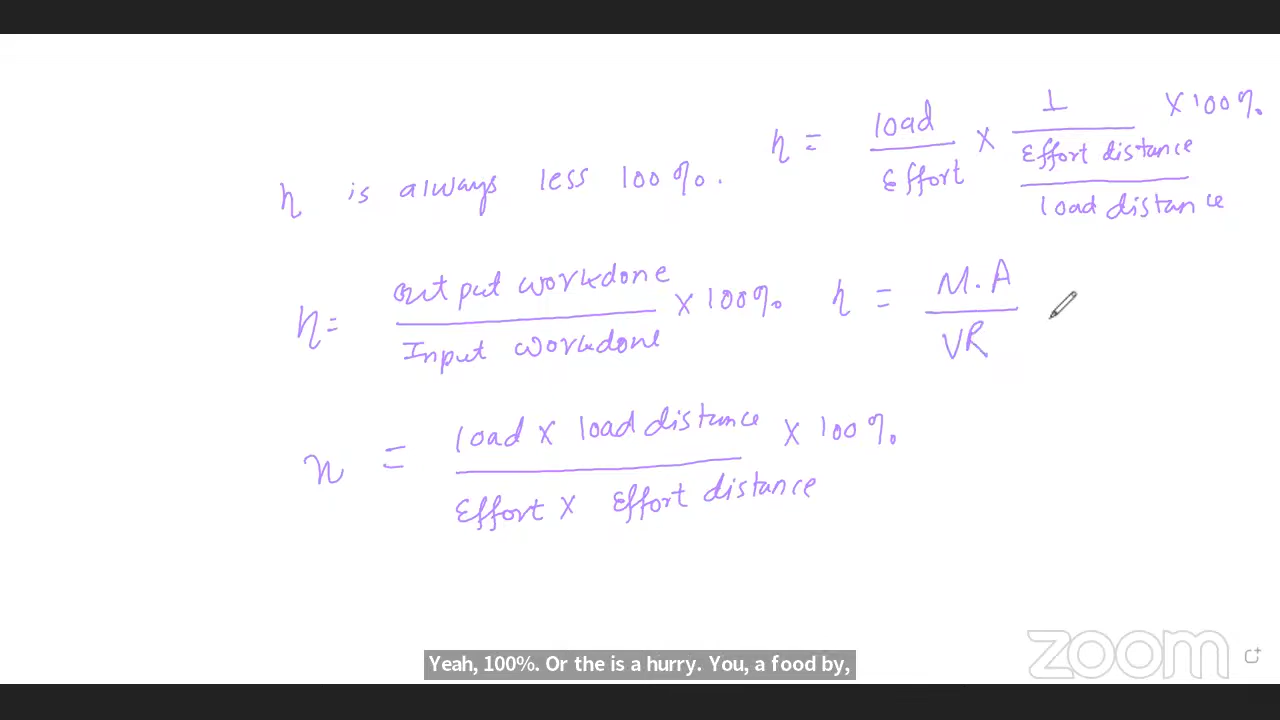 η = load / Effort × 1 / (Effort distance / load distance) × 100%
η is always less 100%.
η = Output workdone / Input workdone × 100%
η = M.A / VR
η = load × load distance / Effort × Effort distance × 100%
zoom
Yeah, 100%. Or the is a hurry. You, a food by,